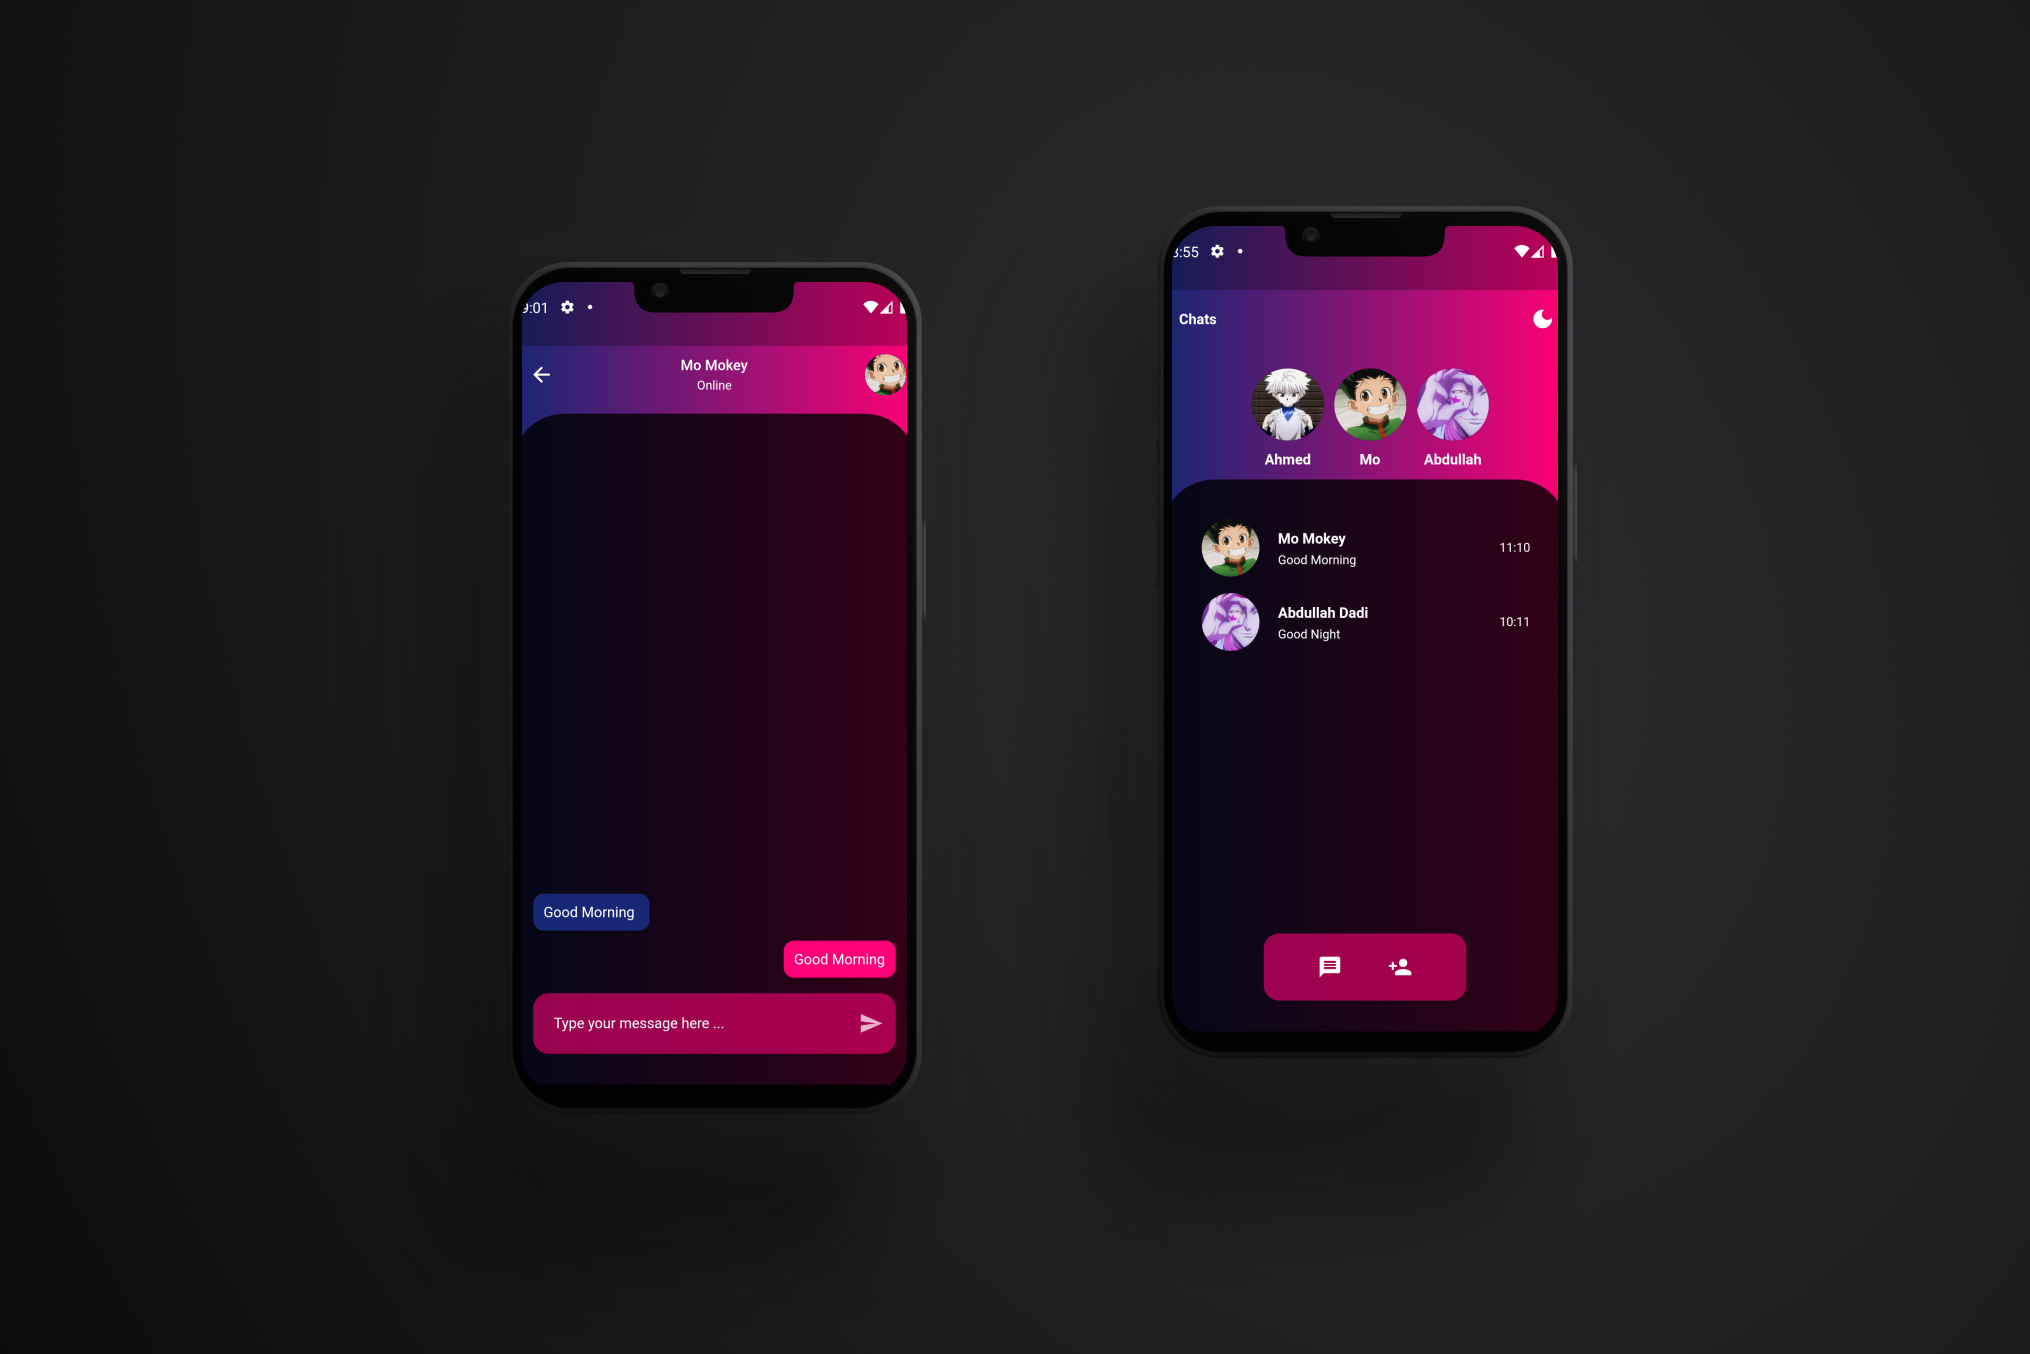 9:01
Mo Mokey
Online
Good Morning
Good Morning
Type your message here ...
:55
Chats
Ahmed
Mo
Abdullah
Mo Mokey
Good Morning
11:10
Abdullah Dadi
Good Night
10:11